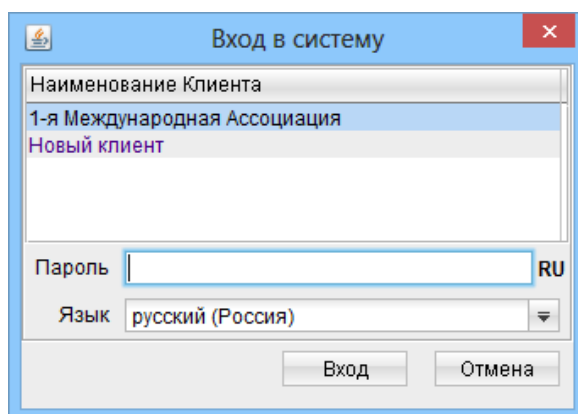 Вход в систему
Наименование Клиента
1-я Международная Ассоциация
Новый клиент
Пароль RU
Язык русский (Россия)
Вход Отмена